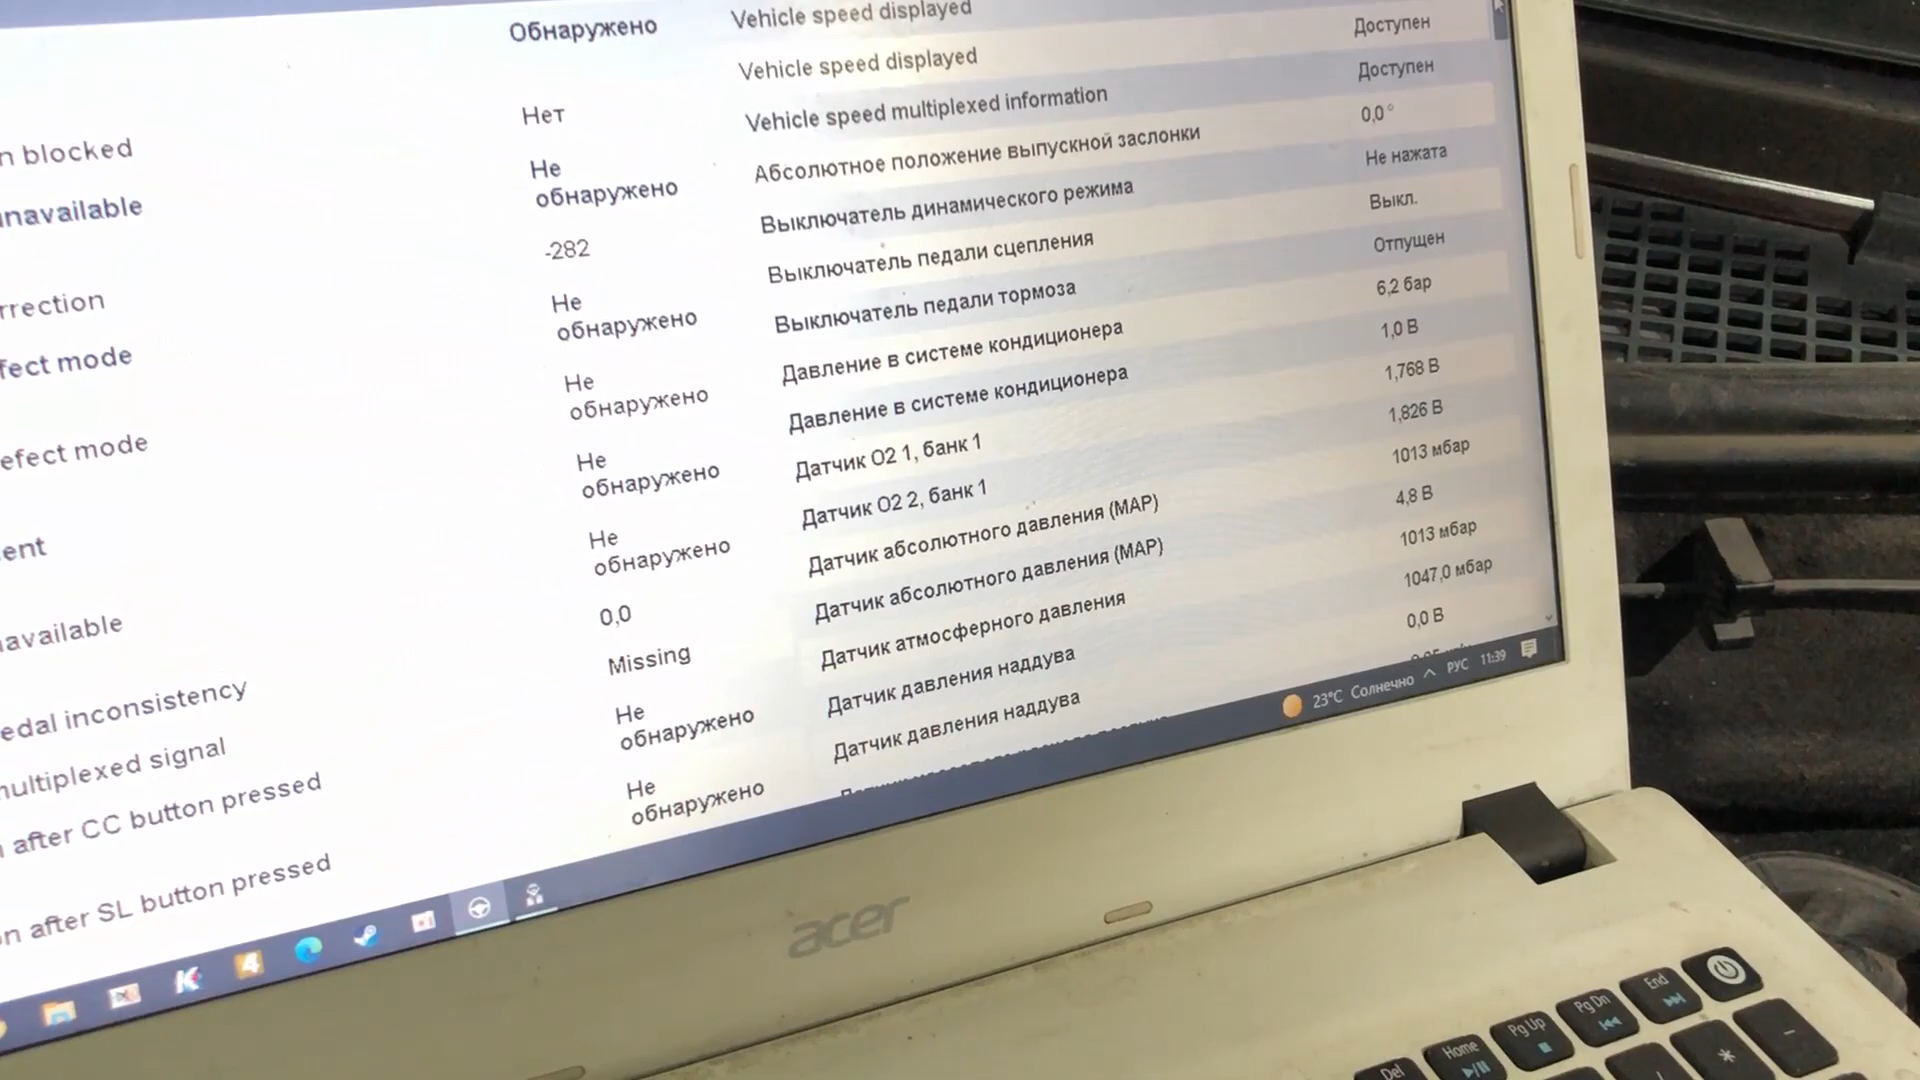 Обнаружено
Нет
n blocked
Не
обнаружено
navailable
-282
rrection
Не
обнаружено
fect mode
Не
обнаружено
efect mode
Не
обнаружено
ent
Не
обнаружено
available
0,0
Missing
edal inconsistency
Не
обнаружено
multiplexed signal
after CC button pressed
Не
обнаружено
n after SL button pressed
Vehicle speed displayed
Vehicle speed displayed
Доступен
Vehicle speed multiplexed information
Доступен
Абсолютное положение выпускной заслонки
0,0 °
Выключатель динамического режима
Не нажата
Выключатель педали сцепления
Выкл.
Выключатель педали тормоза
Отпущен
Давление в системе кондиционера
6,2 бар
Давление в системе кондиционера
1,0 В
Датчик O2 1, банк 1
1,768 В
Датчик O2 2, банк 1
1,826 В
Датчик абсолютного давления (MAP)
1013 мбар
Датчик абсолютного давления (MAP)
4,8 В
Датчик атмосферного давления
1013 мбар
Датчик давления наддува
1047,0 мбар
Датчик давления наддува
0,0 В
23°C Солнечно
РУС
11:39
acer
Del
Home
Pg Up
Pg Dn
End
*
-